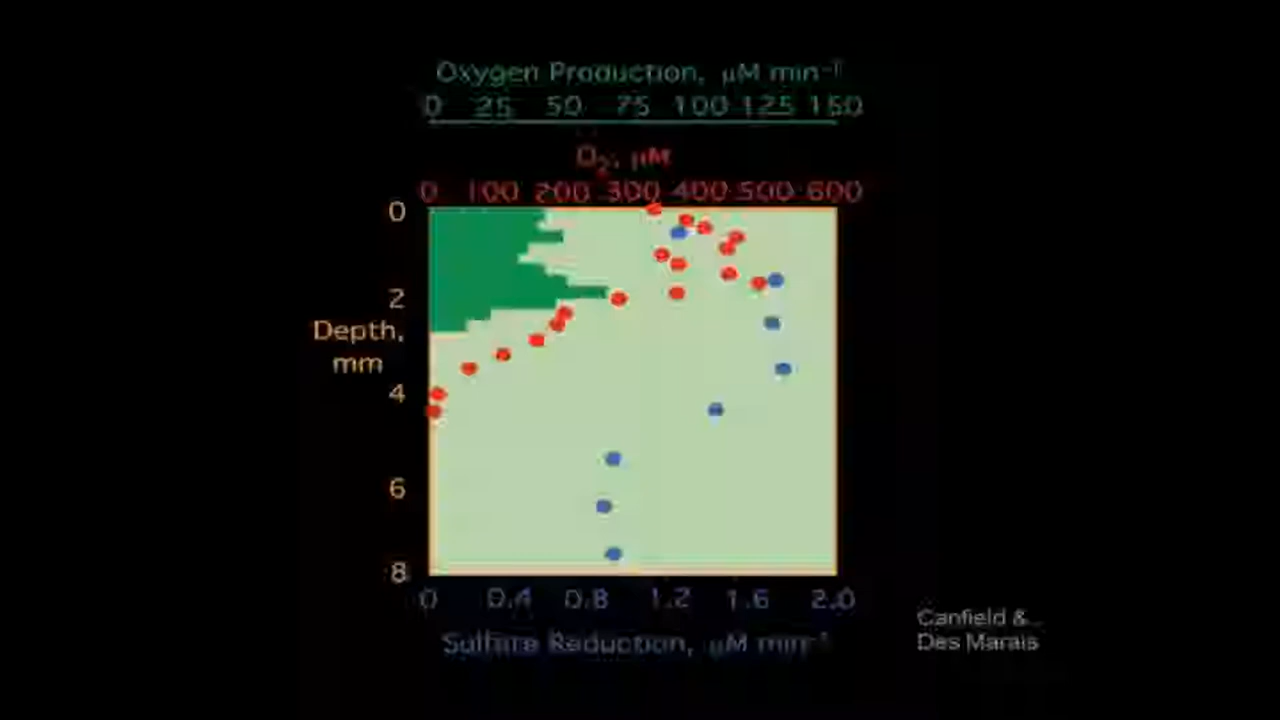 Oxygen Production, μM min⁻¹
0 25 50 75 100 125 150
O₂, μM
0 100 200 300 400 500 600
0
2
Depth,
mm
4
6
8
0 0.4 0.8 1.2 1.6 2.0
Sulfate Reduction, μM min⁻¹
Canfield &
Des Marais